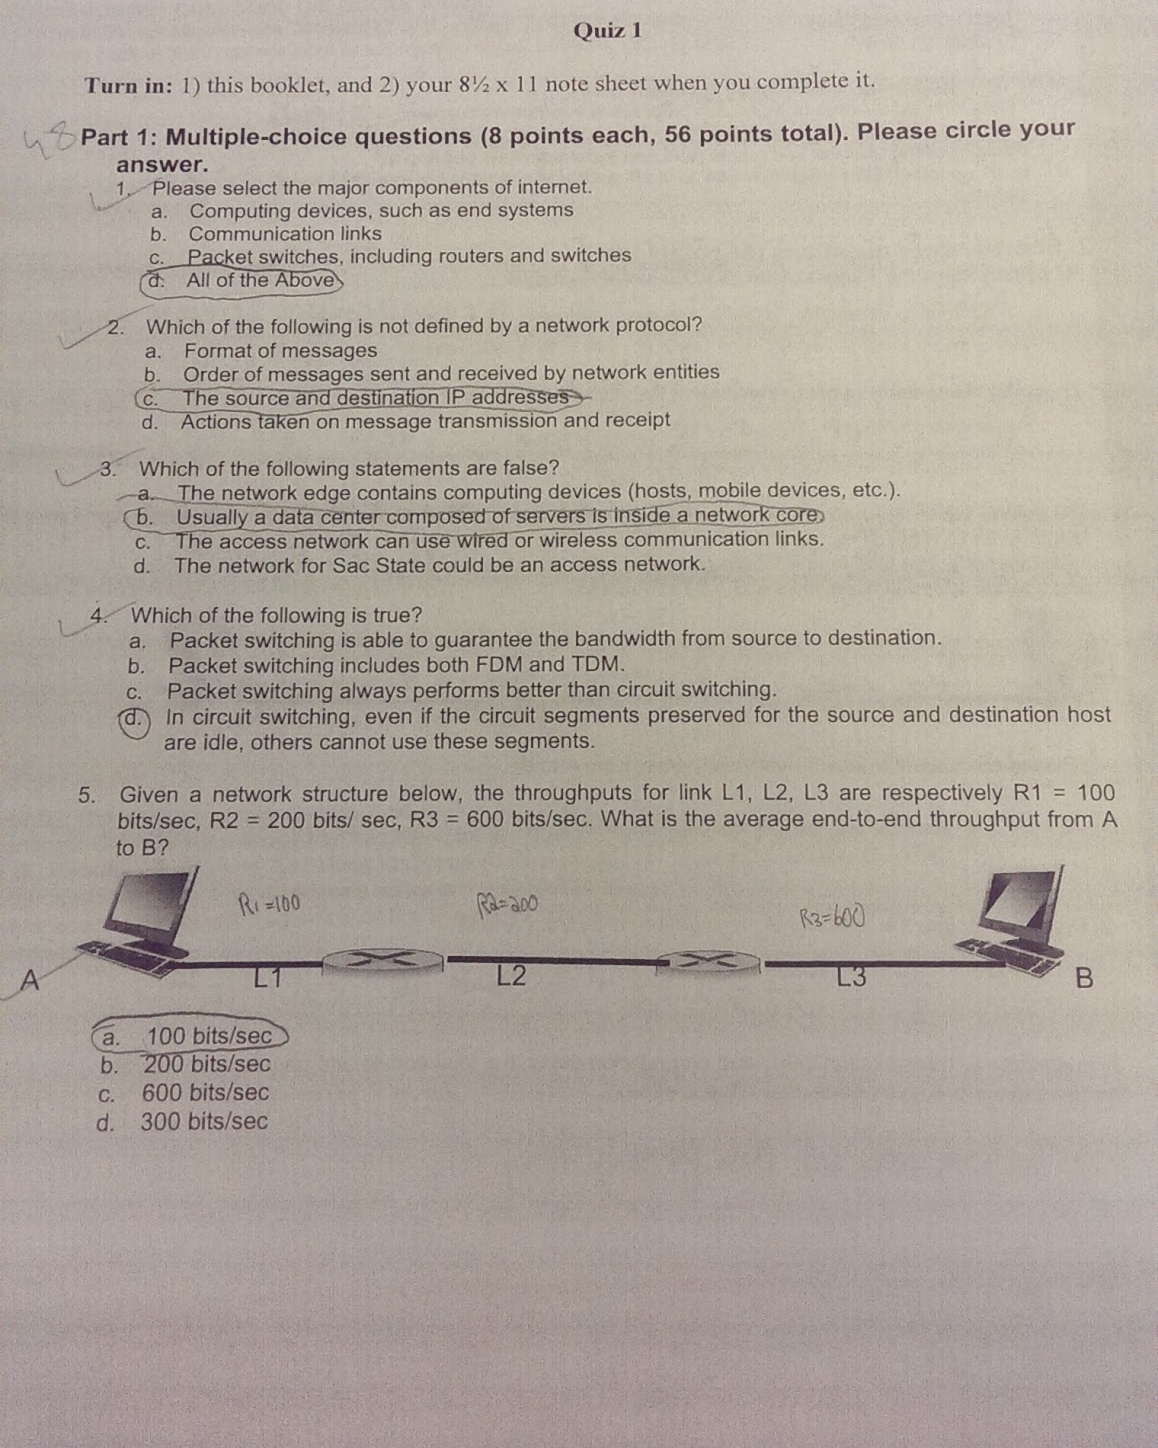 Quiz 1
Turn in: 1) this booklet, and 2) your 8½ x 11 note sheet when you complete it.
48
Part 1: Multiple-choice questions (8 points each, 56 points total). Please circle your
answer.
1. Please select the major components of internet.
a. Computing devices, such as end systems
b. Communication links
c. Packet switches, including routers and switches
d. All of the Above
2. Which of the following is not defined by a network protocol?
a. Format of messages
b. Order of messages sent and received by network entities
c. The source and destination IP addresses
d. Actions taken on message transmission and receipt
3. Which of the following statements are false?
a. The network edge contains computing devices (hosts, mobile devices, etc.).
b. Usually a data center composed of servers is inside a network core
c. The access network can use wired or wireless communication links.
d. The network for Sac State could be an access network.
4. Which of the following is true?
a. Packet switching is able to guarantee the bandwidth from source to destination.
b. Packet switching includes both FDM and TDM.
c. Packet switching always performs better than circuit switching.
d. In circuit switching, even if the circuit segments preserved for the source and destination host
are idle, others cannot use these segments.
5. Given a network structure below, the throughputs for link L1, L2, L3 are respectively R1 = 100
bits/sec, R2 = 200 bits/ sec, R3 = 600 bits/sec. What is the average end-to-end throughput from A
to B?
R1=100 R2=200 R3=600
A L1 L2 L3 B
a. 100 bits/sec
b. 200 bits/sec
c. 600 bits/sec
d. 300 bits/sec